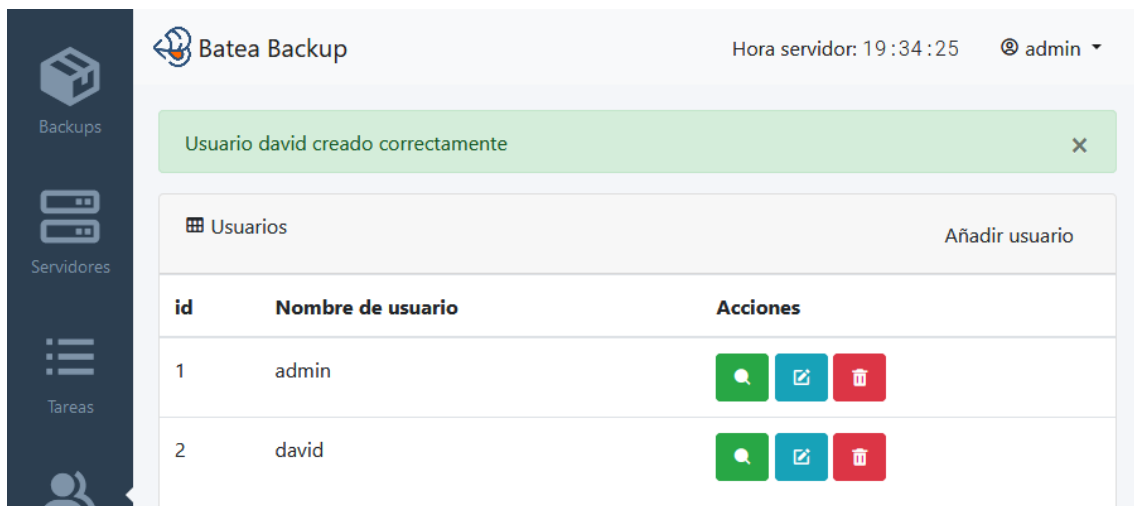 Batea Backup
Hora servidor: 19:34:25
admin
Backups
Usuario david creado correctamente ×
Usuarios
Añadir usuario
Servidores
id Nombre de usuario Acciones
1 admin
Tareas
2 david